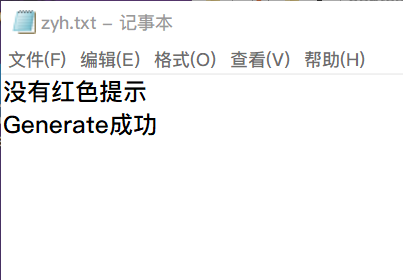 zyh.txt – 记事本
文件(F) 编辑(E) 格式(O) 查看(V) 帮助(H)
没有红色提示
Generate成功